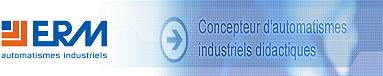 ERM
automatismes industriels
Concepteur d'automatismes
industriels didactiques